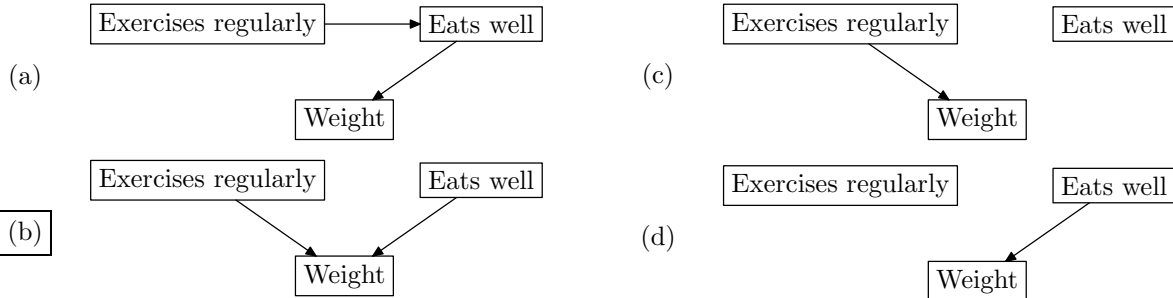 (a)
Exercises regularly
Eats well
Weight
(b)
Exercises regularly
Eats well
Weight
(c)
Exercises regularly
Eats well
Weight
(d)
Exercises regularly
Eats well
Weight